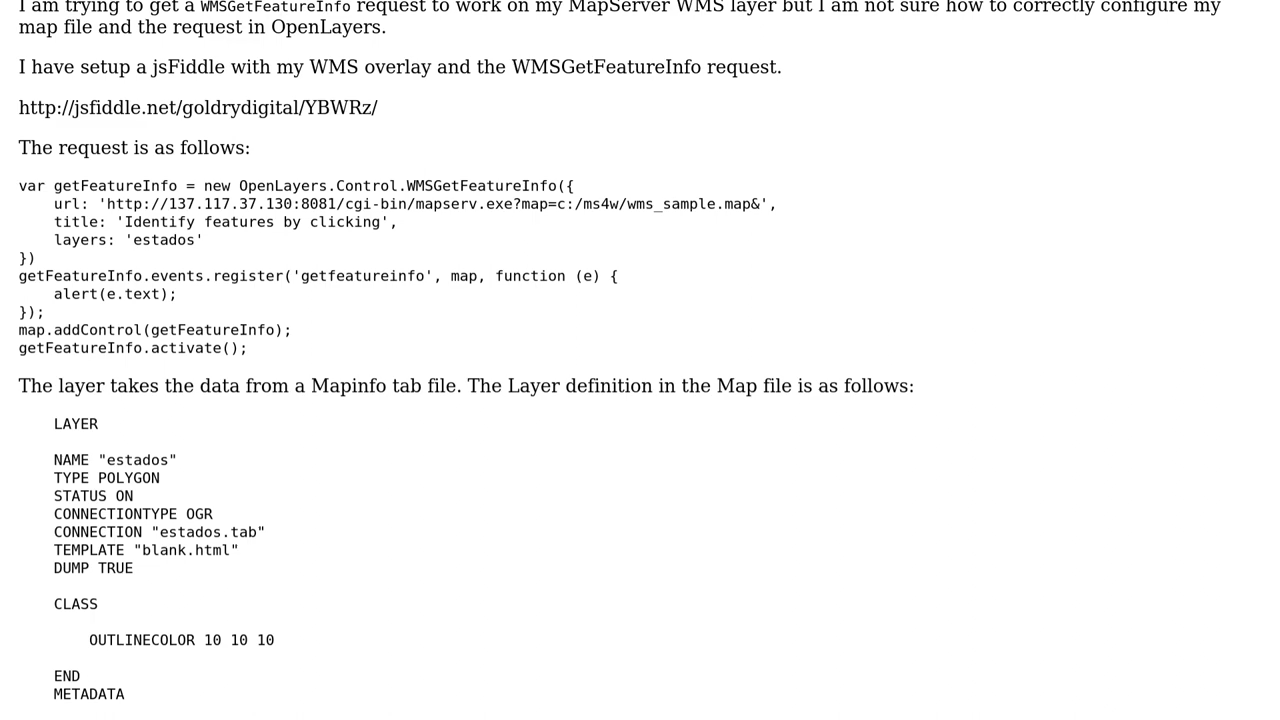 I am trying to get a WMSGetFeatureInfo request to work on my MapServer WMS layer but I am not sure how to correctly configure my
map file and the request in OpenLayers.
I have setup a jsFiddle with my WMS overlay and the WMSGetFeatureInfo request.
http://jsfiddle.net/goldrydigital/YBWRz/
The request is as follows:
var getFeatureInfo = new OpenLayers.Control.WMSGetFeatureInfo({
    url: 'http://137.117.37.130:8081/cgi-bin/mapserv.exe?map=c:/ms4w/wms_sample.map&',
    title: 'Identify features by clicking',
    layers: 'estados'
})
getFeatureInfo.events.register('getfeatureinfo', map, function (e) {
    alert(e.text);
});
map.addControl(getFeatureInfo);
getFeatureInfo.activate();
The layer takes the data from a Mapinfo tab file. The Layer definition in the Map file is as follows:
    LAYER
    NAME "estados"
    TYPE POLYGON
    STATUS ON
    CONNECTIONTYPE OGR
    CONNECTION "estados.tab"
    TEMPLATE "blank.html"
    DUMP TRUE
    CLASS
        OUTLINECOLOR 10 10 10
    END
    METADATA